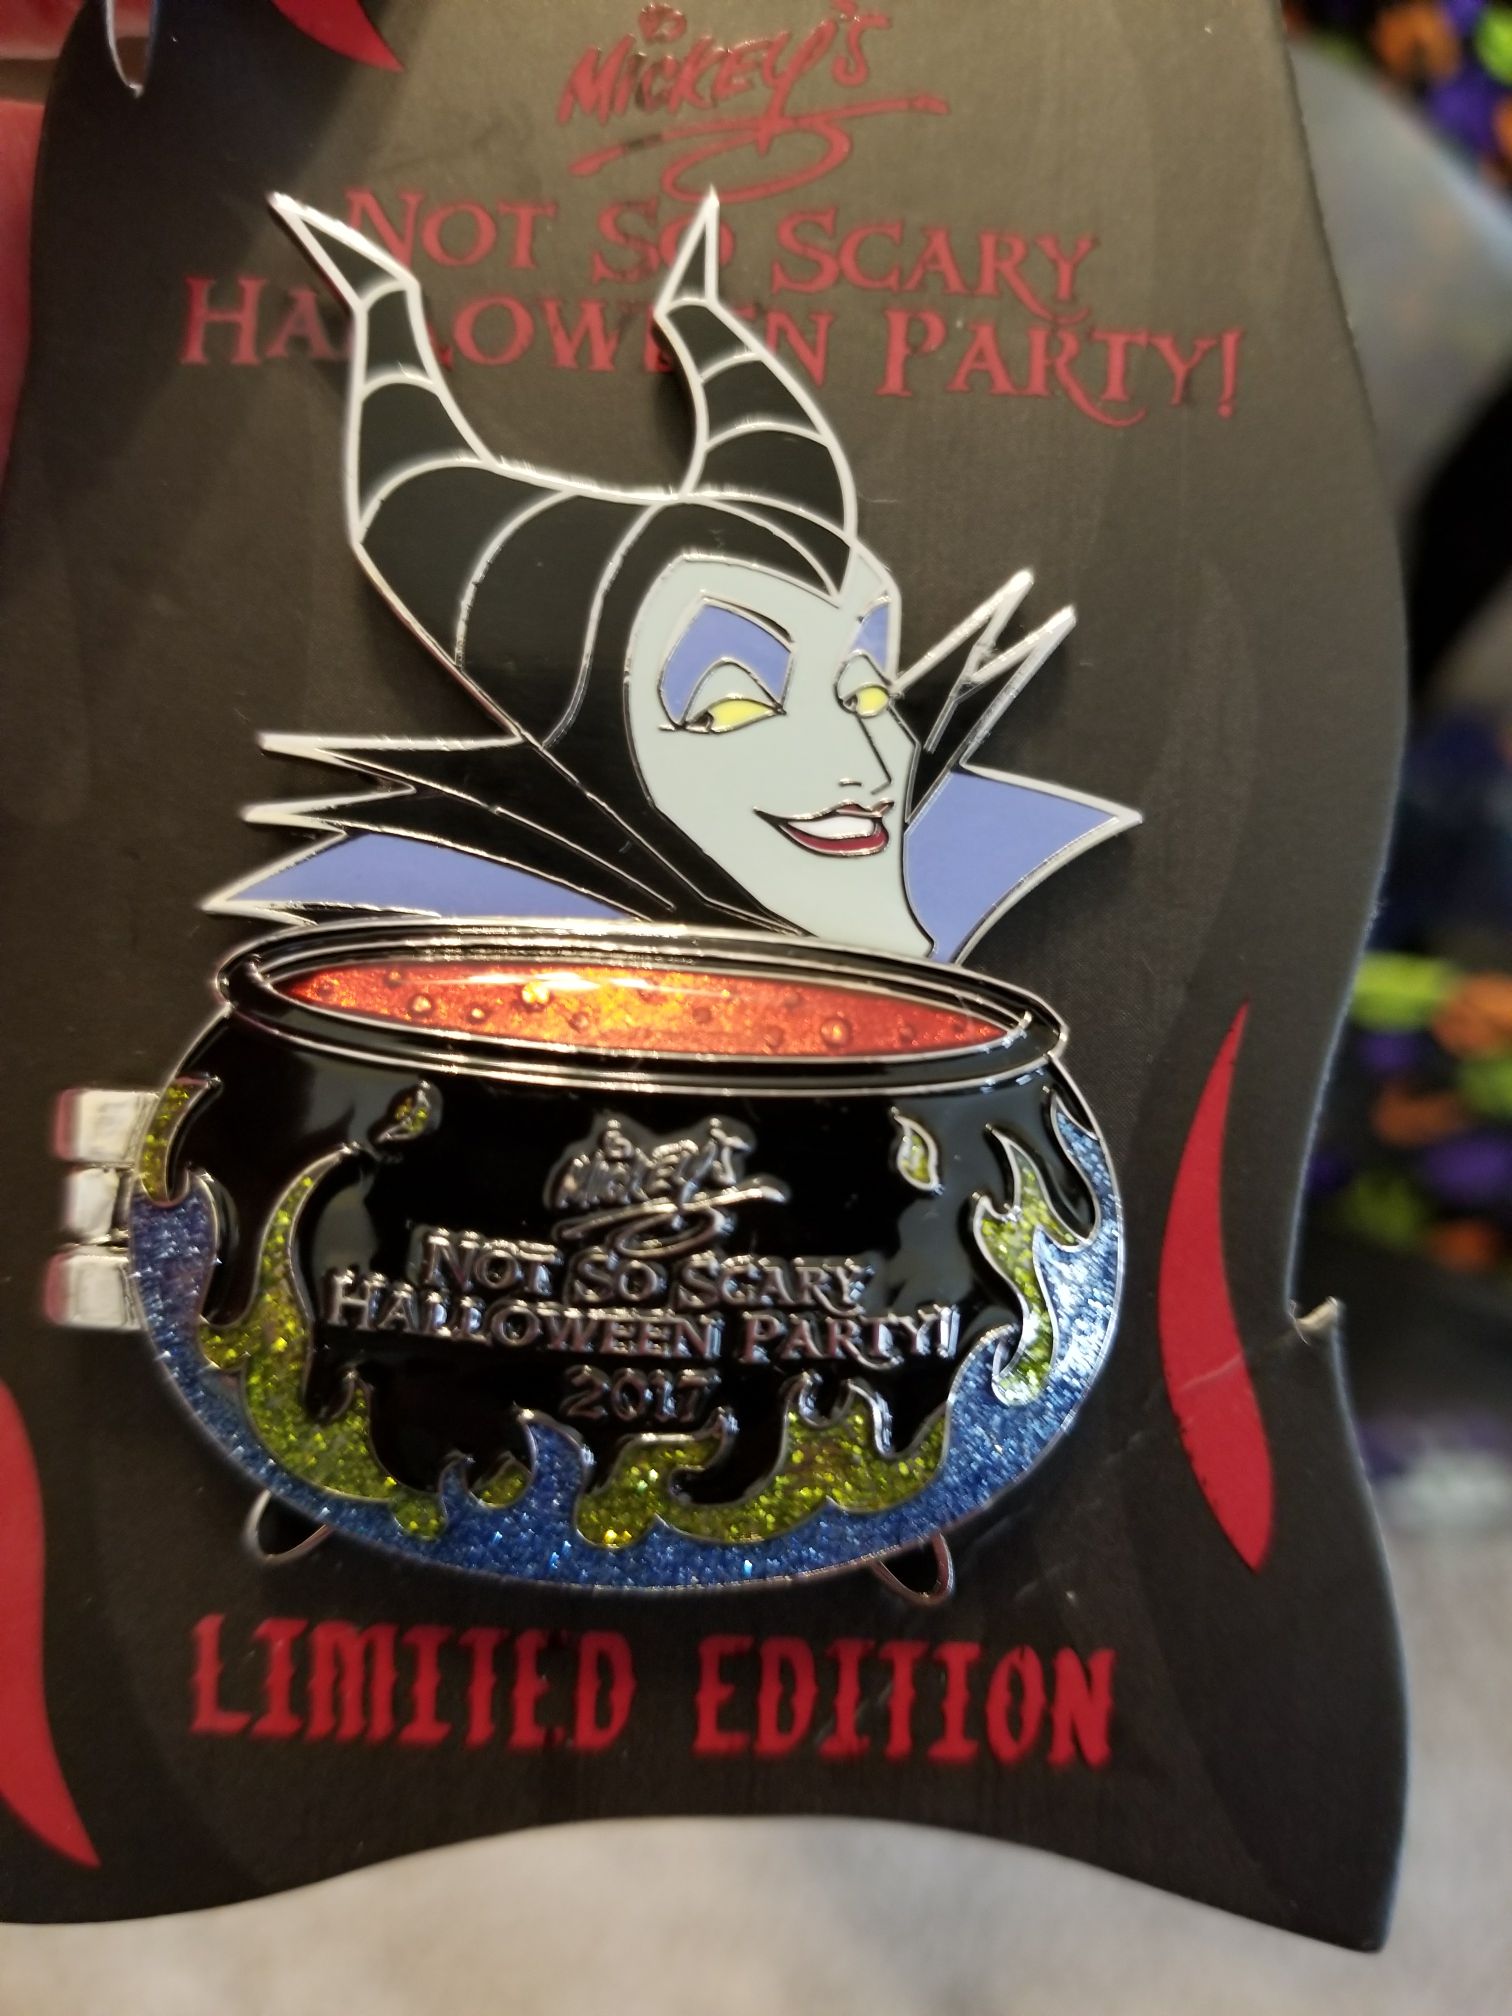 Mickey's
Not So Scary
Halloween Party!
Mickey's
Not So Scary
Halloween Party!
2017
LIMITED EDITION